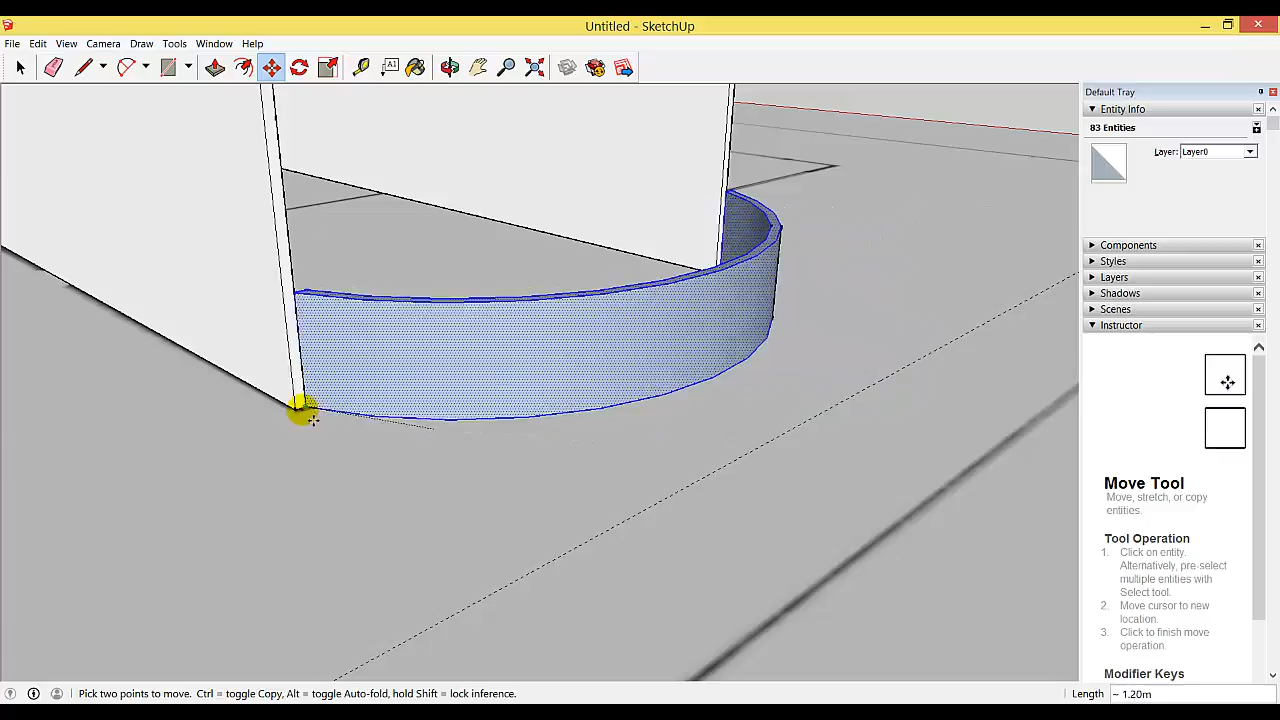 Untitled - SketchUp
File Edit View Camera Draw Tools Window Help
A1
Default Tray
Entity Info
83 Entities
Layer: Layer0
Components
Styles
Layers
Shadows
Scenes
Instructor
Move Tool
Move, stretch, or copy
entities.
Tool Operation
1. Click on entity.
Alternatively, pre-select
multiple entities with
Select tool.
2. Move cursor to new
location.
3. Click to finish move
operation.
Modifier Keys
Pick two points to move. Ctrl = toggle Copy, Alt = toggle Auto-fold, hold Shift = lock inference.
Length ~ 1.20m